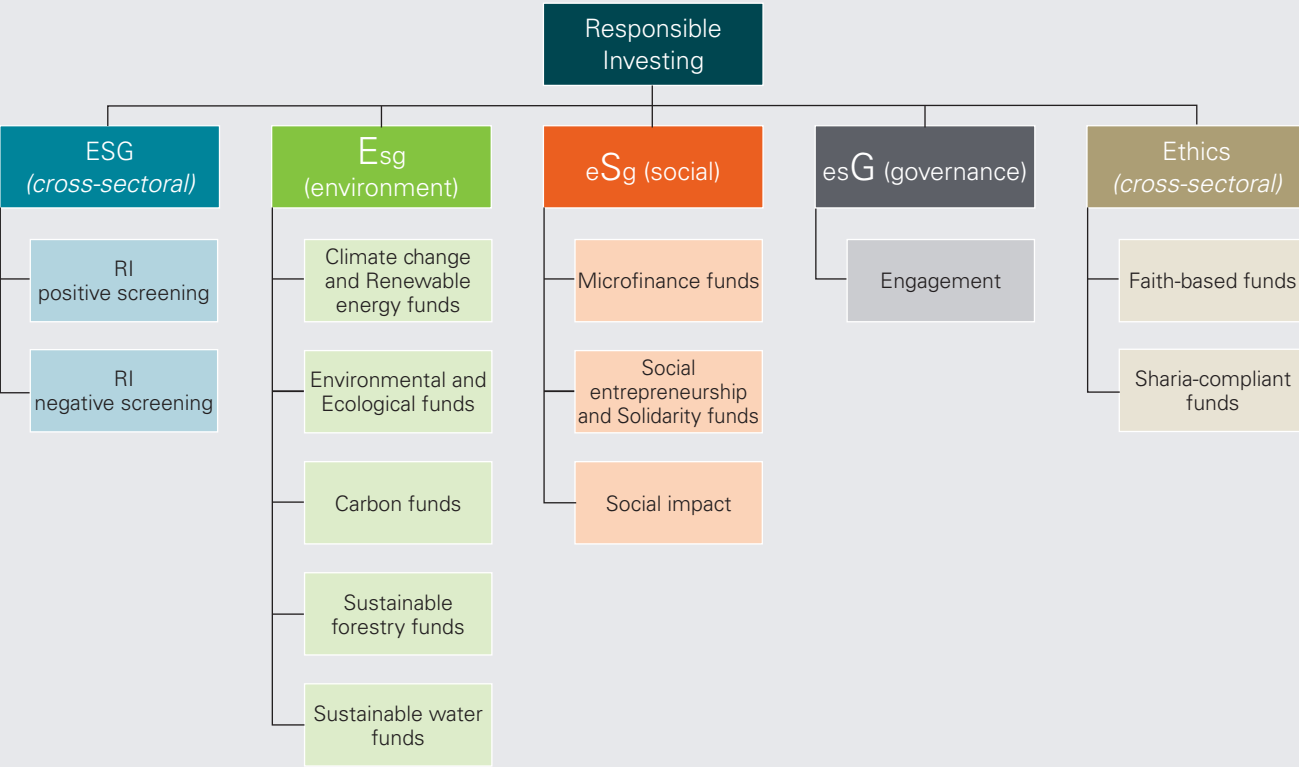 Responsible
Investing
ESG
(cross-sectoral)
RI
positive screening
RI
negative screening
Esg
(environment)
Climate change
and Renewable
energy funds
Environmental and
Ecological funds
Carbon funds
Sustainable
forestry funds
Sustainable water
funds
eSg (social)
Microfinance funds
Social
entrepreneurship
and Solidarity funds
Social impact
esG (governance)
Engagement
Ethics
(cross-sectoral)
Faith-based funds
Sharia-compliant
funds